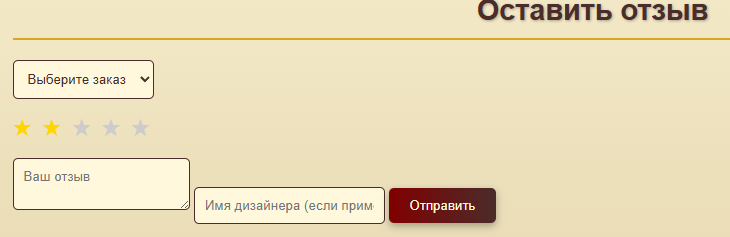 Оставить отзыв
Выберите заказ
Ваш отзыв
Имя дизайнера (если прим
Отправить